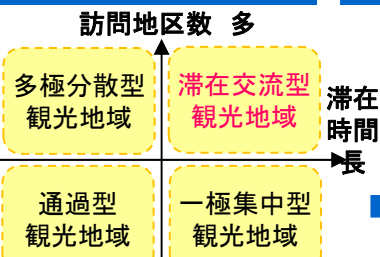 訪問地区数 多
多極分散型
観光地域
滞在交流型
観光地域
滞在
時間
長
通過型
観光地域
一極集中型
観光地域